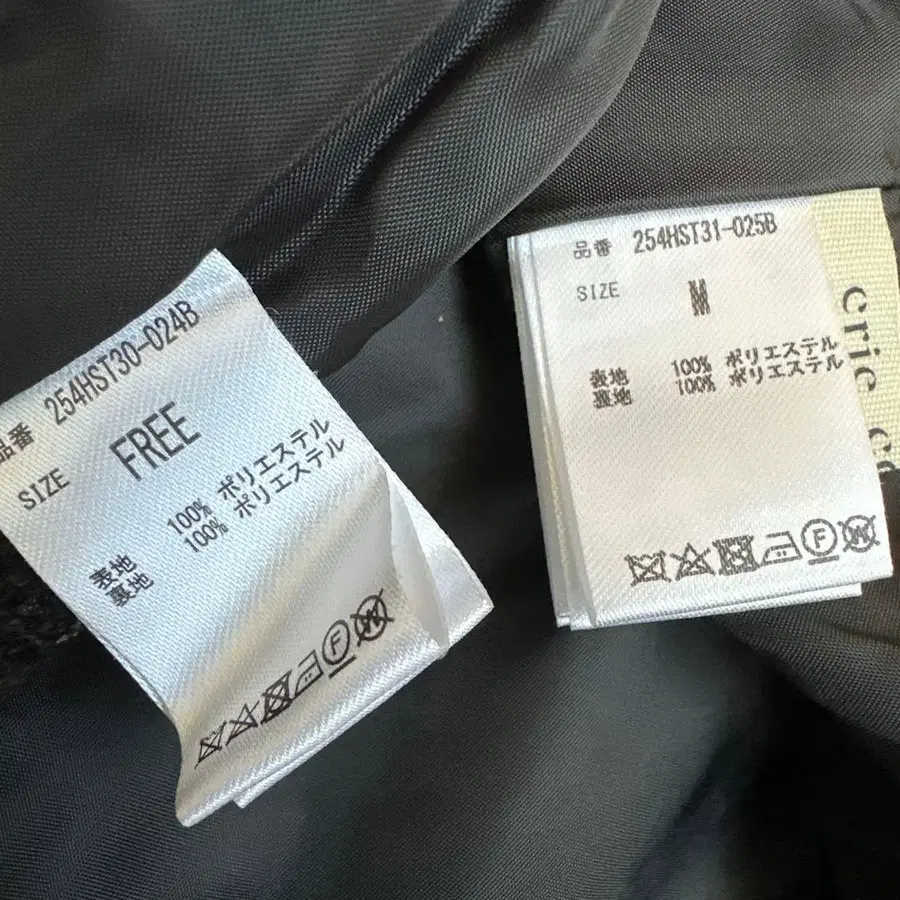 品番 254HST30-024B
SIZE FREE
表地 100% ポリエステル
裏地 100% ポリエステル
F
W
品番 254HST31-025B
SIZE M
表地 100% ポリエステル
裏地 100% ポリエステル
F
W
erie